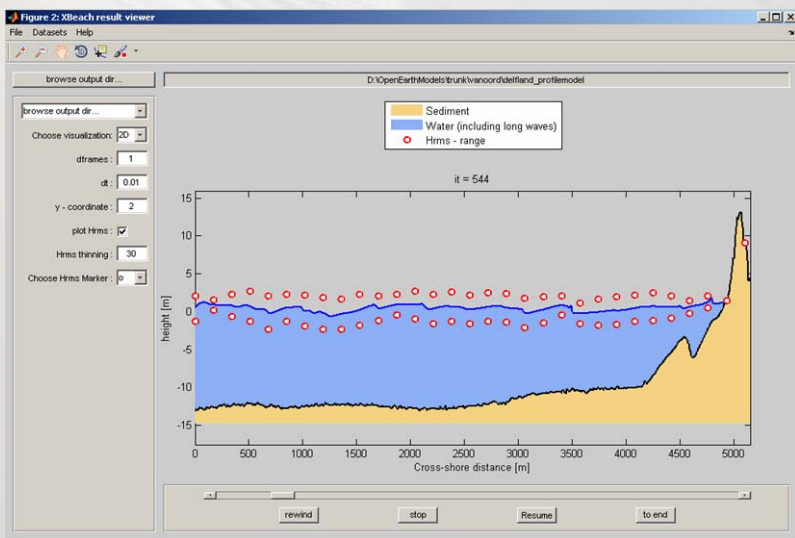 Figure 2: XBeach result viewer
File Datasets Help
browse output dir...
D:\OpenEarthModels\trunk\vanoord\delfland_profilemodel
browse output dir...
Choose visualization: 2D
dframes : 1
dt : 0.01
y - coordinate : 2
plot Hrms :
Hrms thinning : 30
Choose Hrms Marker : o
Sediment
Water (including long waves)
Hrms - range
it = 544
15
10
5
0
-5
-10
-15
height [m]
0 500 1000 1500 2000 2500 3000 3500 4000 4500 5000
Cross-shore distance [m]
rewind stop Resume to end